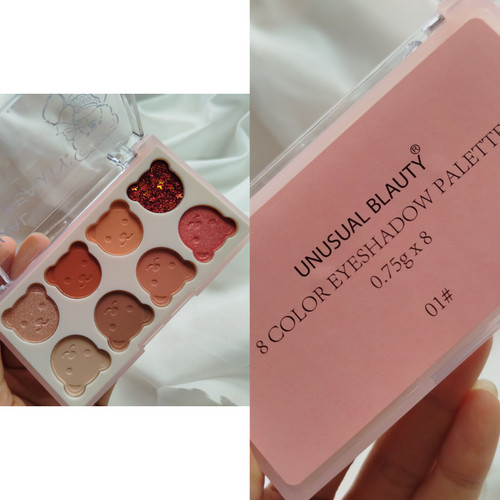 UNUSUAL BLAUTY®
8 COLOR EYESHADOW PALETTE
0.75g x 8
01#